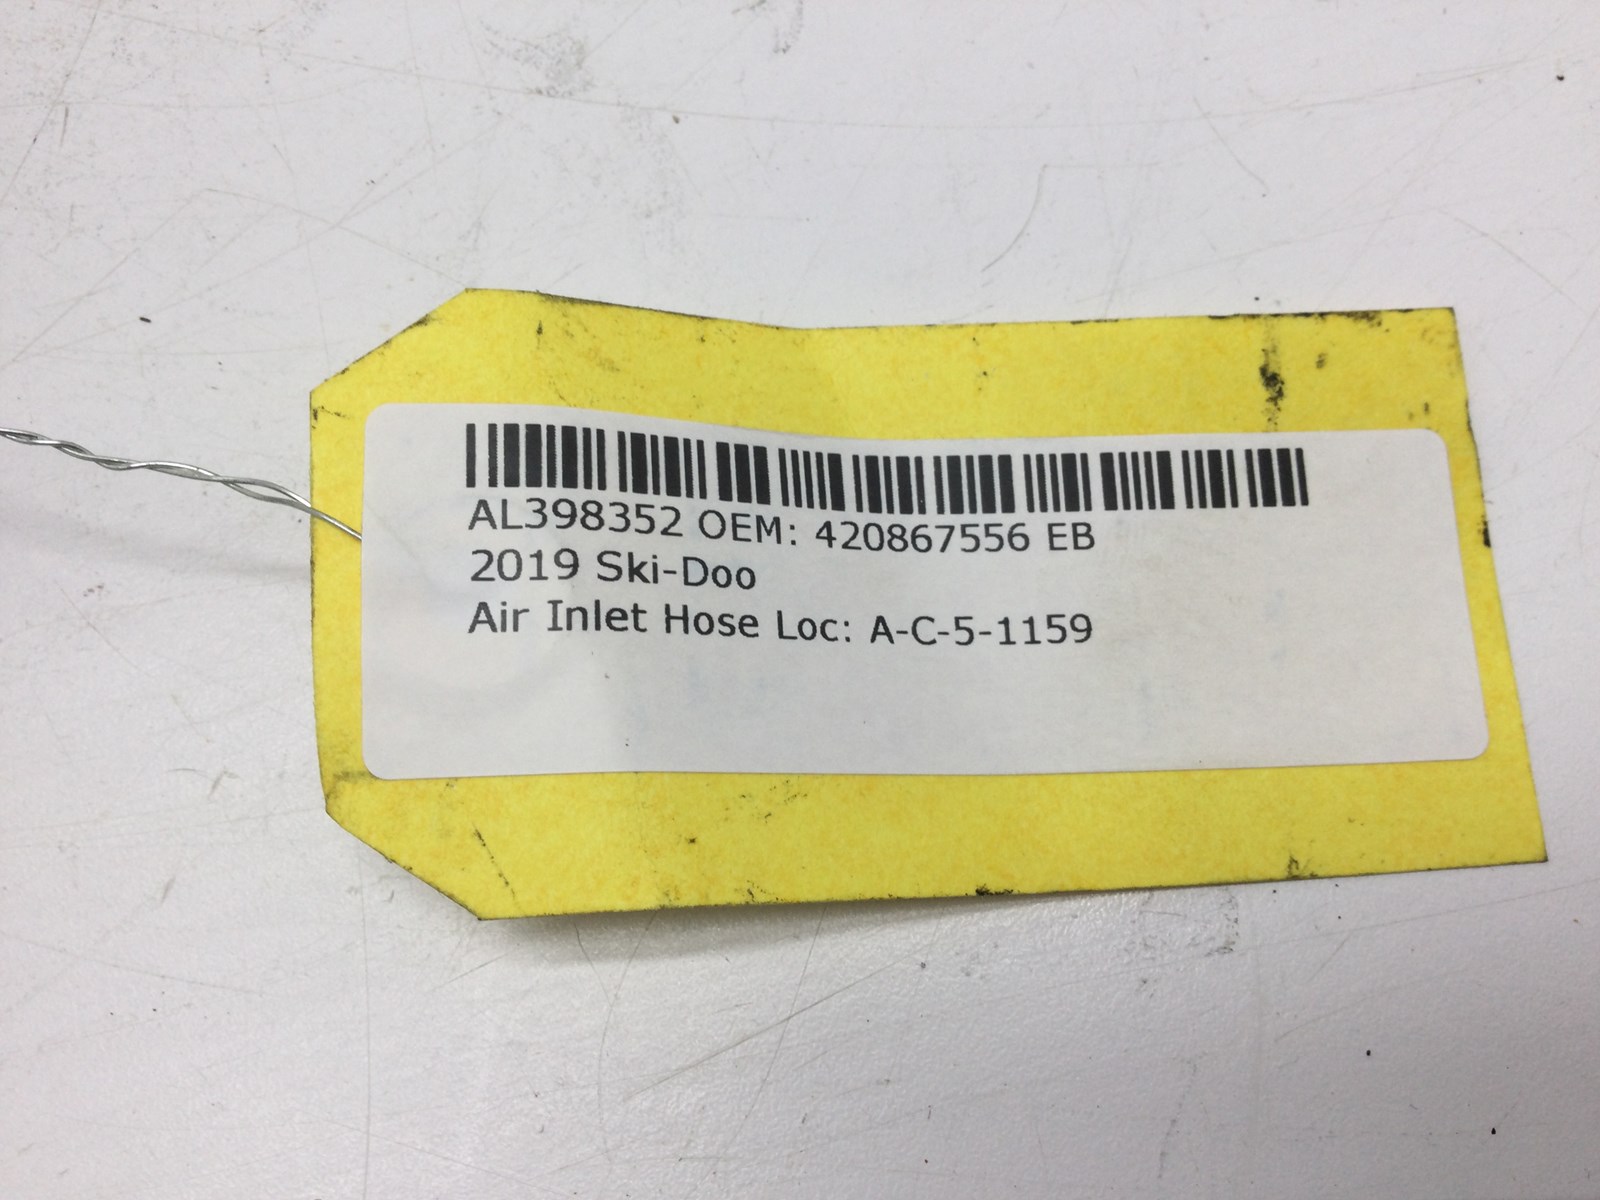 AL398352 OEM: 420867556 EB
2019 Ski-Doo
Air Inlet Hose Loc: A-C-5-1159